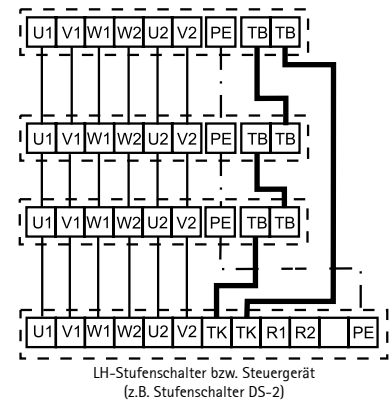 U1 V1 W1 W2 U2 V2 PE TB TB
U1 V1 W1 W2 U2 V2 PE TB TB
U1 V1 W1 W2 U2 V2 PE TB TB
U1 V1 W1 W2 U2 V2 TK TK R1 R2 PE
LH-Stufenschalter bzw. Steuergerät
(z.B. Stufenschalter DS-2)